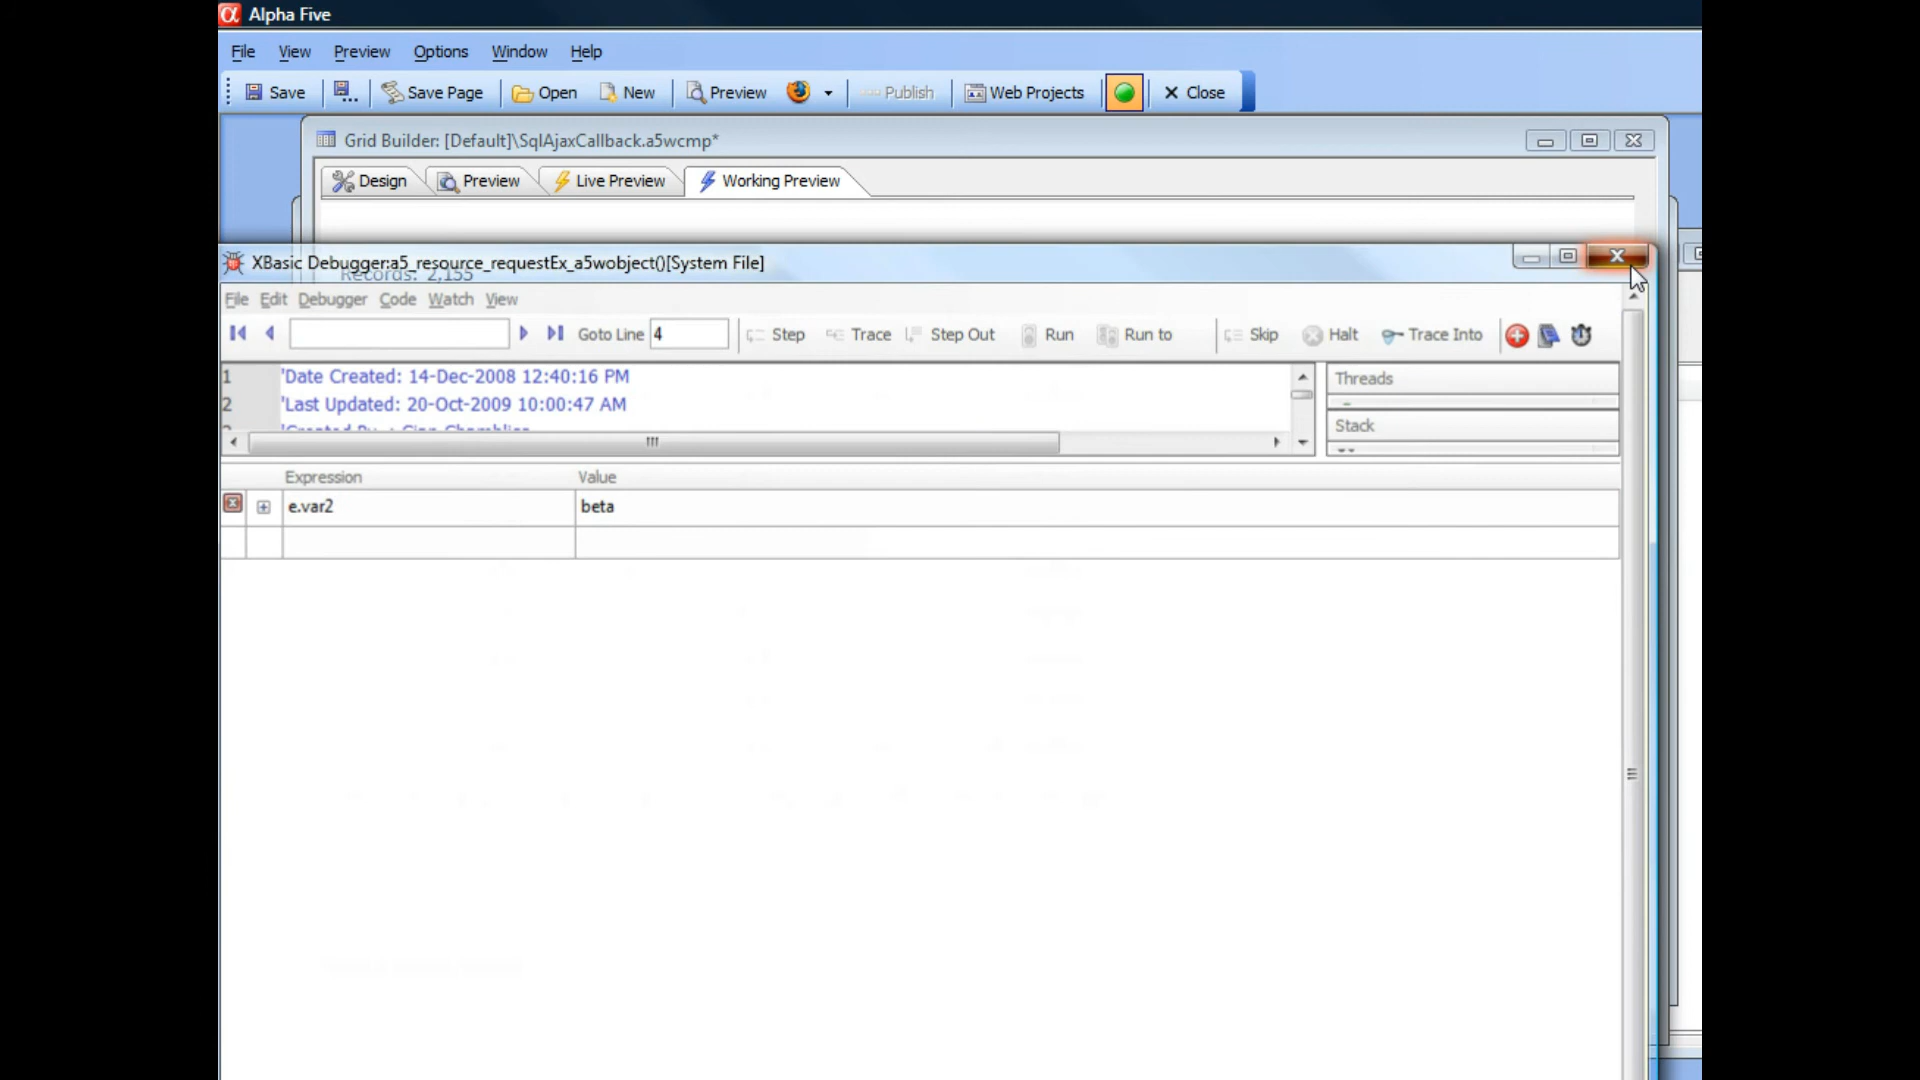 Alpha Five
File View Preview Options Window Help
Save Save Page Open New Preview Publish Web Projects Close
Grid Builder: [Default]\SqlAjaxCallback.a5wcmp*
Design Preview Live Preview Working Preview
XBasic Debugger:a5_resource_requestEx_a5wobject()[System File]
Records: 2,155
File Edit Debugger Code Watch View
Goto Line 4 Step Trace Step Out Run Run to Skip Halt Trace Into
1 'Date Created: 14-Dec-2008 12:40:16 PM
Threads
2 'Last Updated: 20-Oct-2009 10:00:47 AM
Stack
Expression Value
e.var2 beta